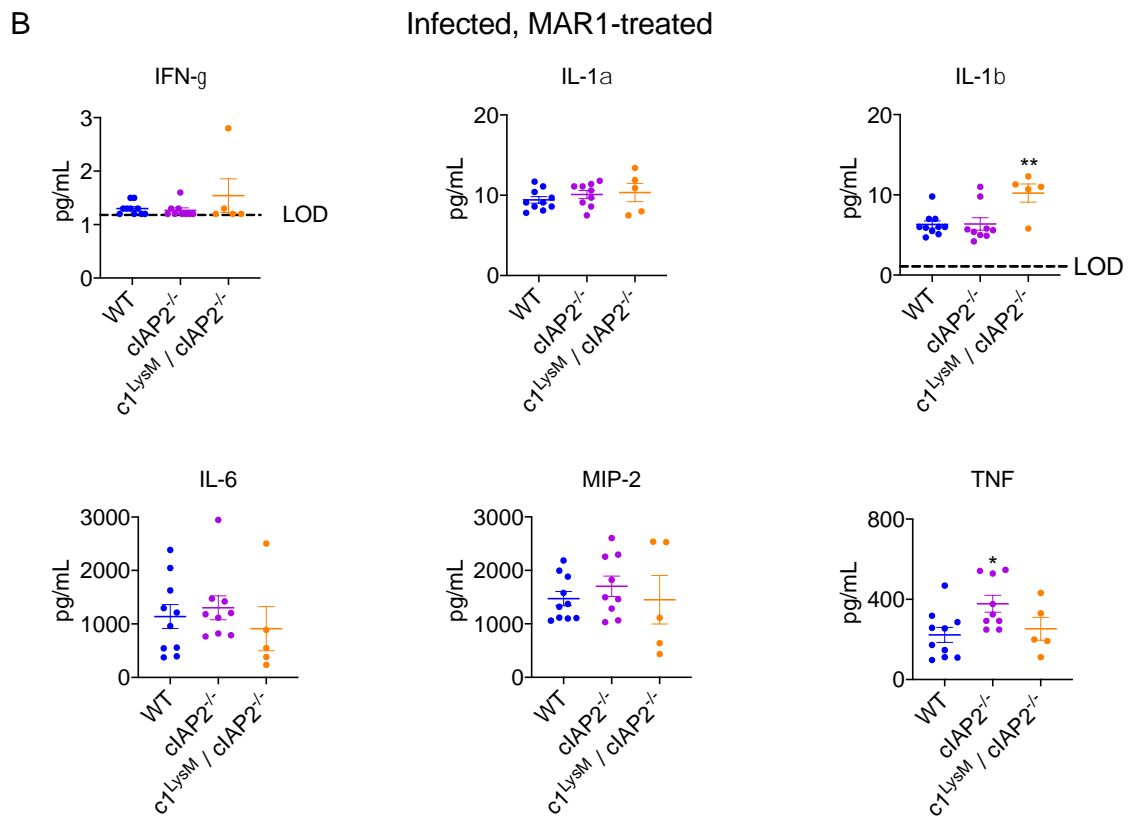 B
Infected, MAR1-treated
IFN-g
pg/mL
3
2
1
0
LOD
WT
cIAP2-/-
c1LysM / cIAP2-/-
IL-1a
pg/mL
20
10
0
WT
cIAP2-/-
c1LysM / cIAP2-/-
IL-1b
pg/mL
20
10
0
**
LOD
WT
cIAP2-/-
c1LysM / cIAP2-/-
IL-6
pg/mL
3000
2000
1000
0
WT
cIAP2-/-
c1LysM / cIAP2-/-
MIP-2
pg/mL
3000
2000
1000
0
WT
cIAP2-/-
c1LysM / cIAP2-/-
TNF
pg/mL
800
400
0
*
WT
cIAP2-/-
c1LysM / cIAP2-/-